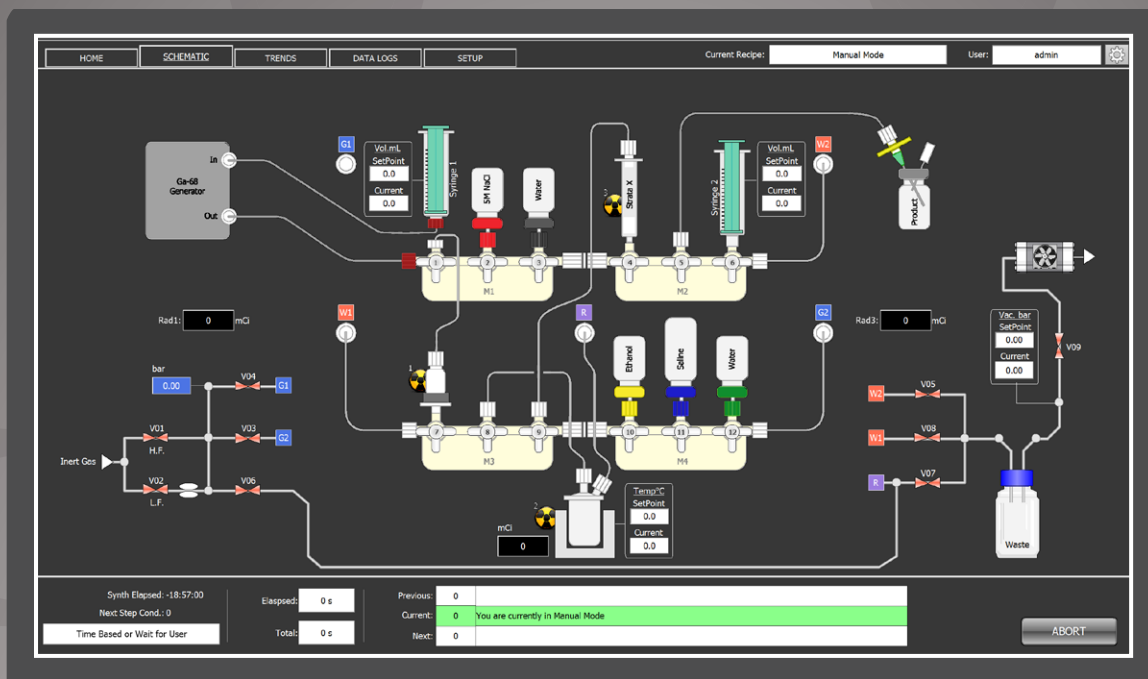 HOME
SCHEMATIC
TRENDS
DATA LOGS
SETUP
Current Recipe:
Manual Mode
User:
admin
Ga-68
Generator
In
Out
G1
Vol.mL
SetPoint
0.0
Current
0.0
Syringe 1
5M NaCl
Water
3
Strata X
Syringe 2
Vol.mL
SetPoint
0.0
Current
0.0
W2
Product
1
2
3
M1
4
5
6
M2
Rad1:
0
mCi
W1
R
G2
Rad3:
0
mCi
Vac. bar
SetPoint
0.00
Current
0.00
V09
1
Ethanol
Saline
Water
7
8
9
M3
10
11
12
M4
bar
0.00
V04
G1
V01
H.F.
V03
G2
Inert Gas
V02
L.F.
V06
W2
V05
W1
V08
R
V07
2
mCi
0
Temp°C
SetPoint
0.0
Current
0.0
Waste
Synth Elapsed: -18:57:00
Next Step Cond.: 0
Time Based or Wait for User
Elaspsed:
0 s
Total:
0 s
Previous:
0
Current:
0
You are currently in Manual Mode
Next:
0
ABORT